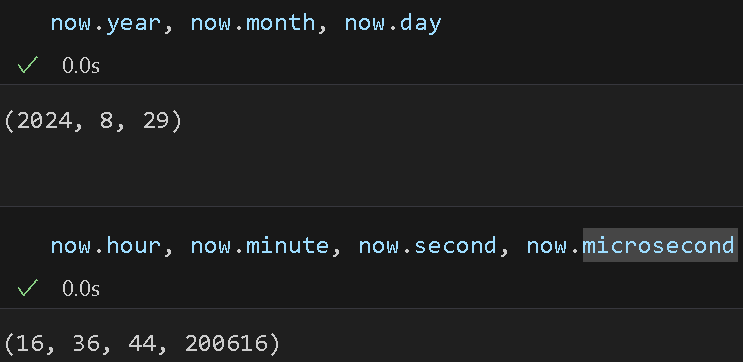 now.year, now.month, now.day
0.0s
(2024, 8, 29)
now.hour, now.minute, now.second, now.microsecond
0.0s
(16, 36, 44, 200616)